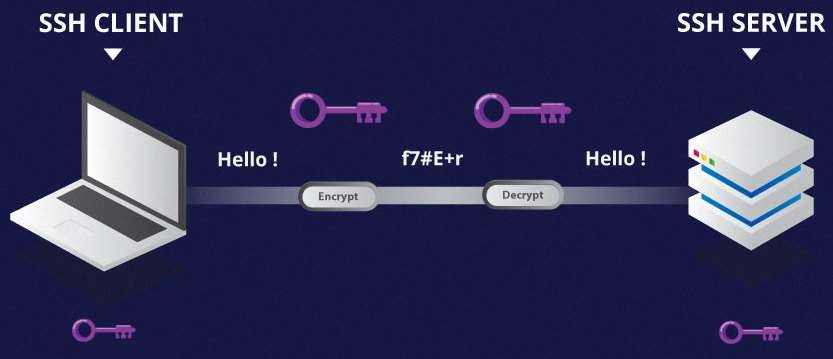 SSH CLIENT
SSH SERVER
Hello !
f7#E+r
Hello !
Encrypt
Decrypt